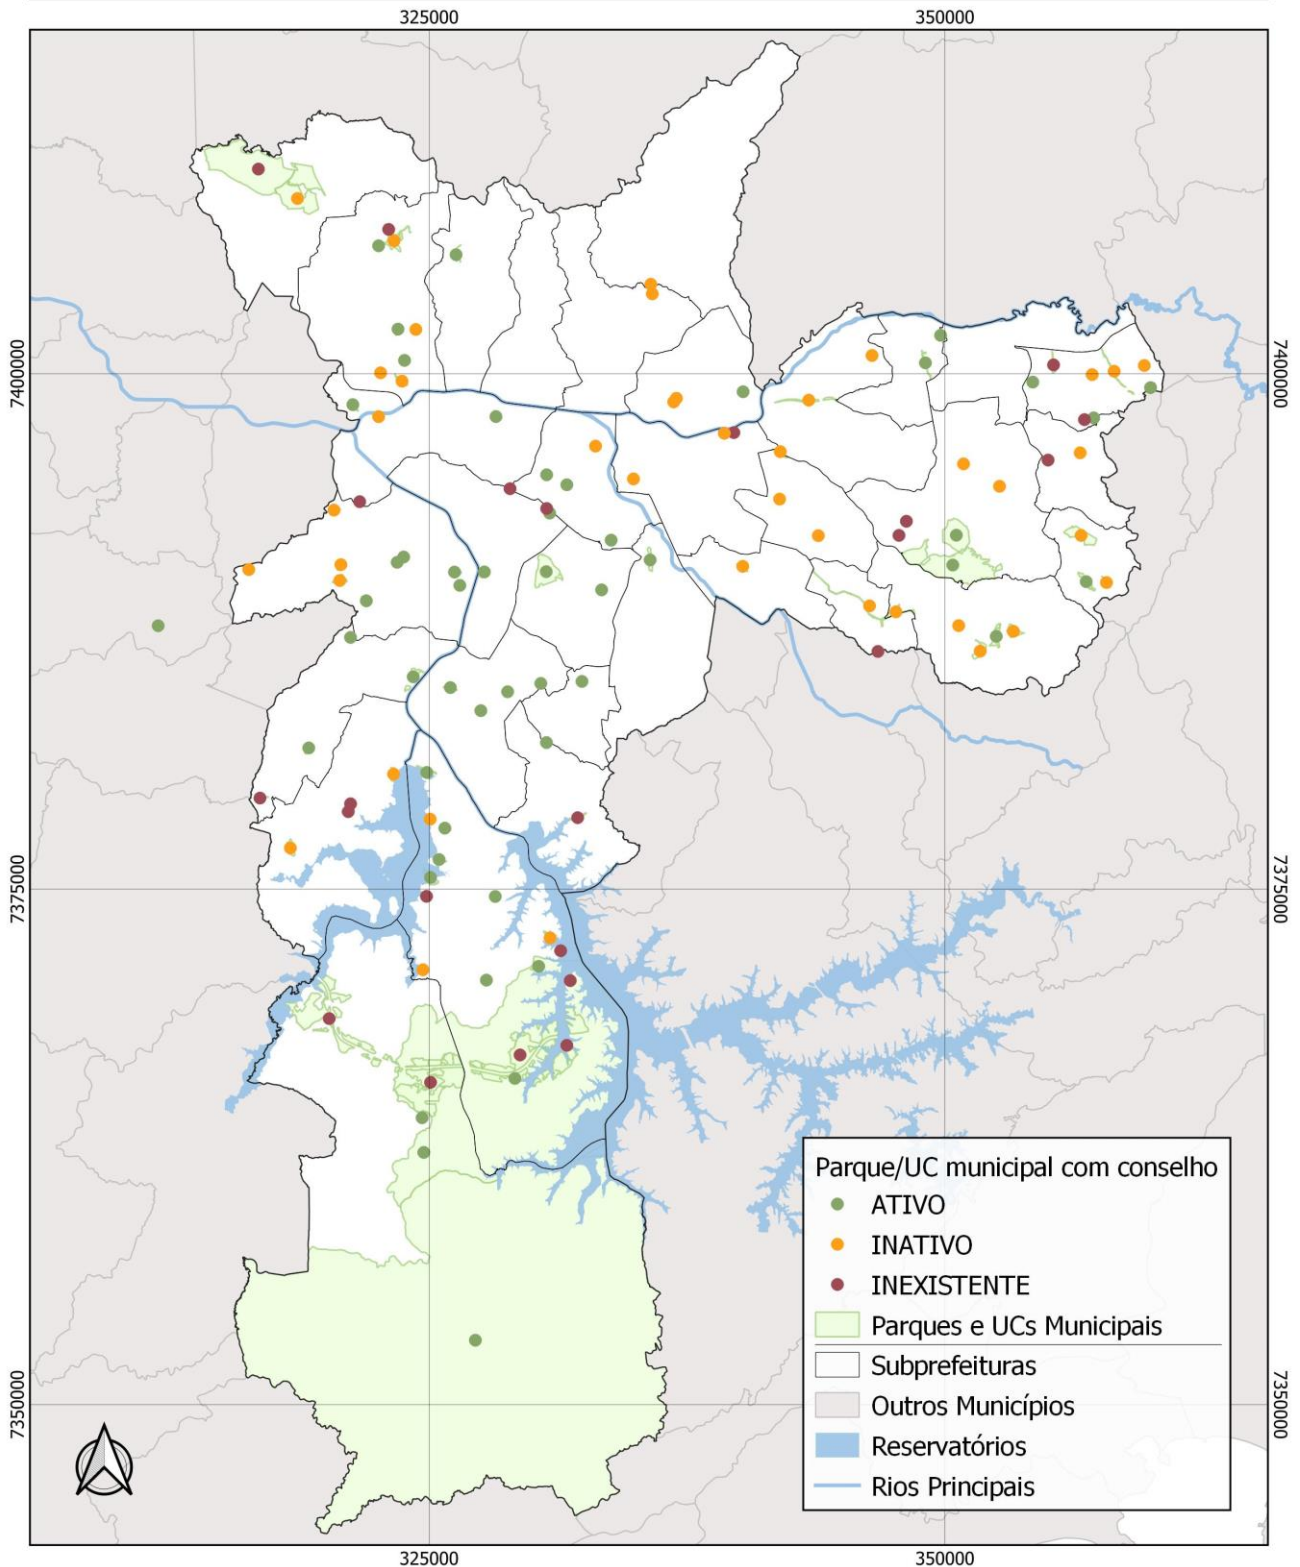 325000
350000
7400000
7400000
7375000
7375000
Parque/UC municipal com conselho
ATIVO
INATIVO
INEXISTENTE
Parques e UCs Municipais
Subprefeituras
Outros Municípios
Reservatórios
Rios Principais
7350000
7350000
325000
350000